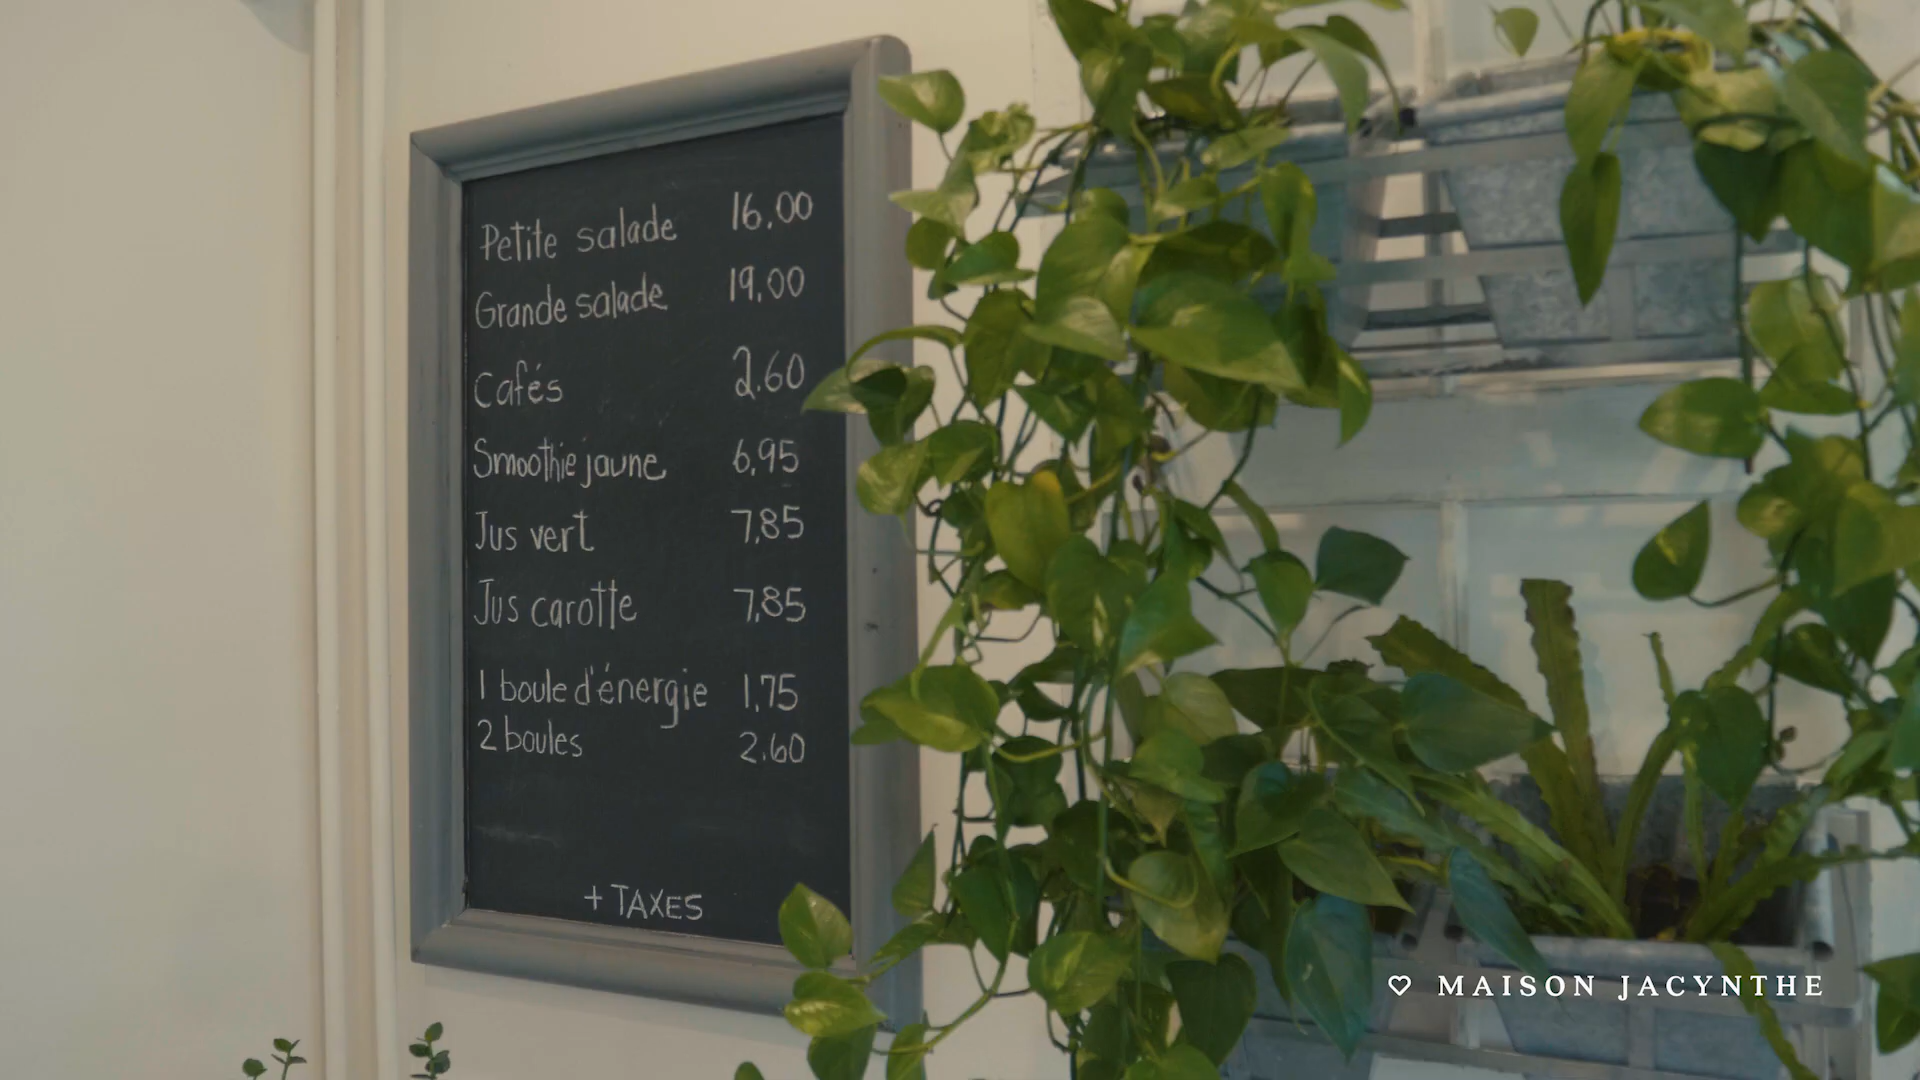 Petite salade 16.00
Grande salade 19.00
Cafés 2.60
Smoothie jaune 6.95
Jus vert 7.85
Jus carotte 7.85
1 boule d'énergie 1.75
2 boules 2.60
+ TAXES
♡ MAISON JACYNTHE